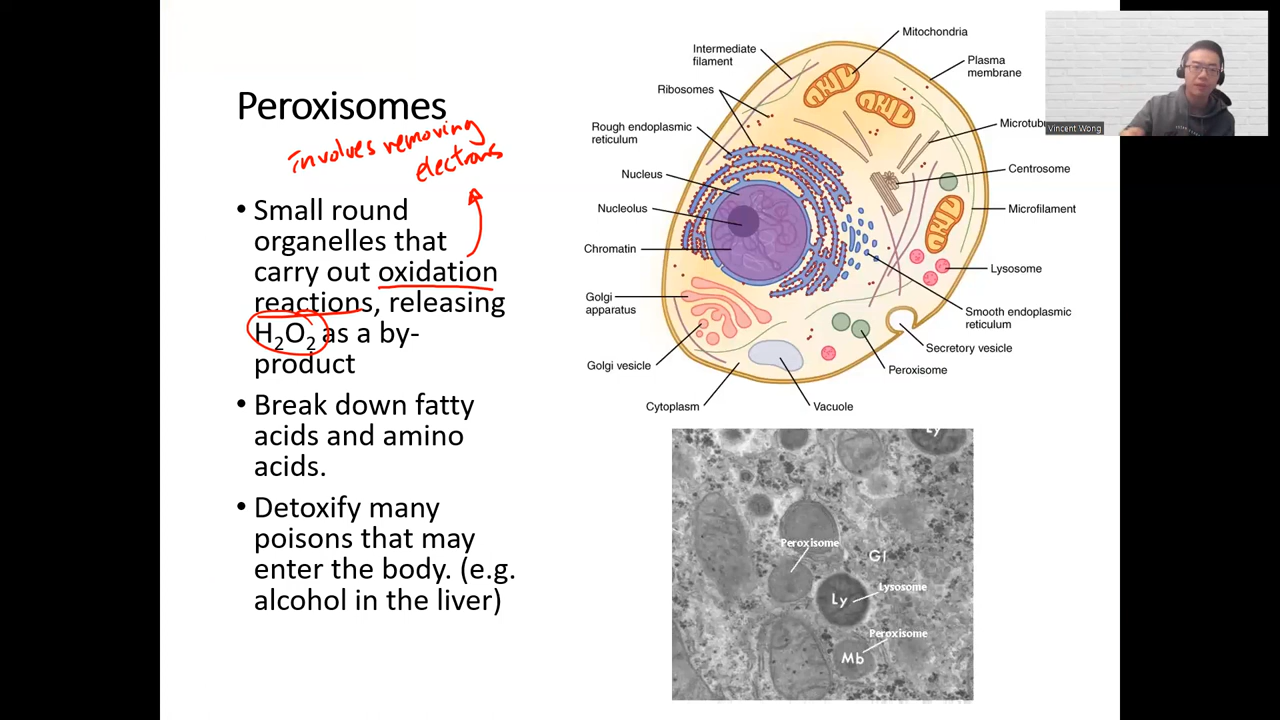 Peroxisomes
involves removing
electrons
• Small round
organelles that
carry out oxidation
reactions, releasing
H₂O₂ as a by-
product
• Break down fatty
acids and amino
acids.
• Detoxify many
poisons that may
enter the body. (e.g.
alcohol in the liver)
Mitochondria
Intermediate
filament
Plasma
membrane
Ribosomes
Rough endoplasmic
reticulum
Microtub
Nucleus
Centrosome
Nucleolus
Microfilament
Chromatin
Lysosome
Golgi
apparatus
Smooth endoplasmic
reticulum
Secretory vesicle
Golgi vesicle
Peroxisome
Cytoplasm
Vacuole
Vincent Wong
Ly
Peroxisome
Gl
Lysosome
Ly
Peroxisome
Mb